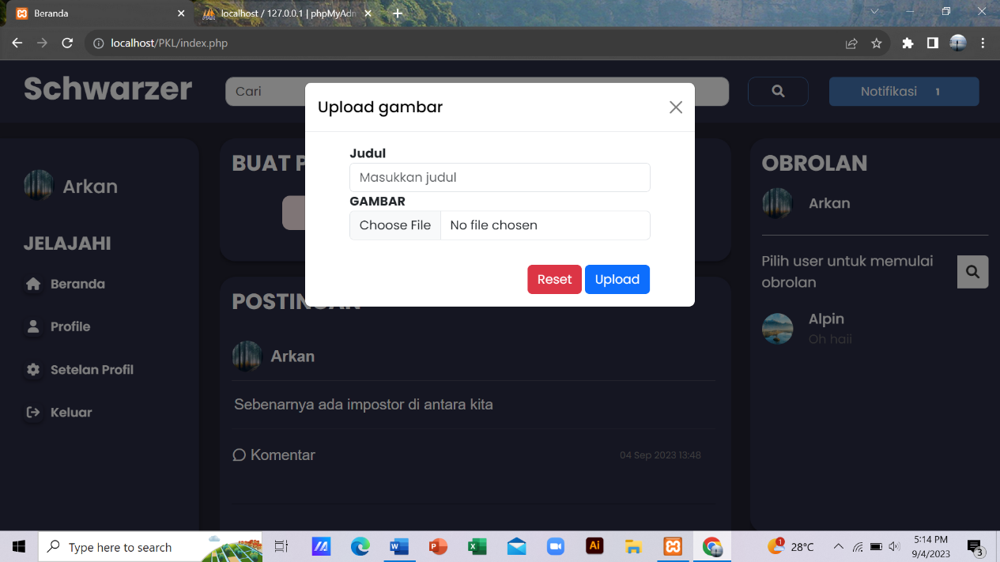 Beranda
localhost / 127.0.0.1 | phpMyAdn
localhost/PKL/index.php
Schwarzer
Cari
Notifikasi 1
Upload gambar
Judul
Masukkan judul
GAMBAR
Choose File No file chosen
Reset Upload
Arkan
JELAJAHI
Beranda
Profile
Setelan Profil
Keluar
BUAT P
POSTINGAN
Arkan
Sebenarnya ada impostor di antara kita
Komentar 04 Sep 2023 13:48
OBROLAN
Arkan
Pilih user untuk memulai
obrolan
Alpin
Oh haii
Type here to search
Ai
1
28°C
5:14 PM
9/4/2023
3